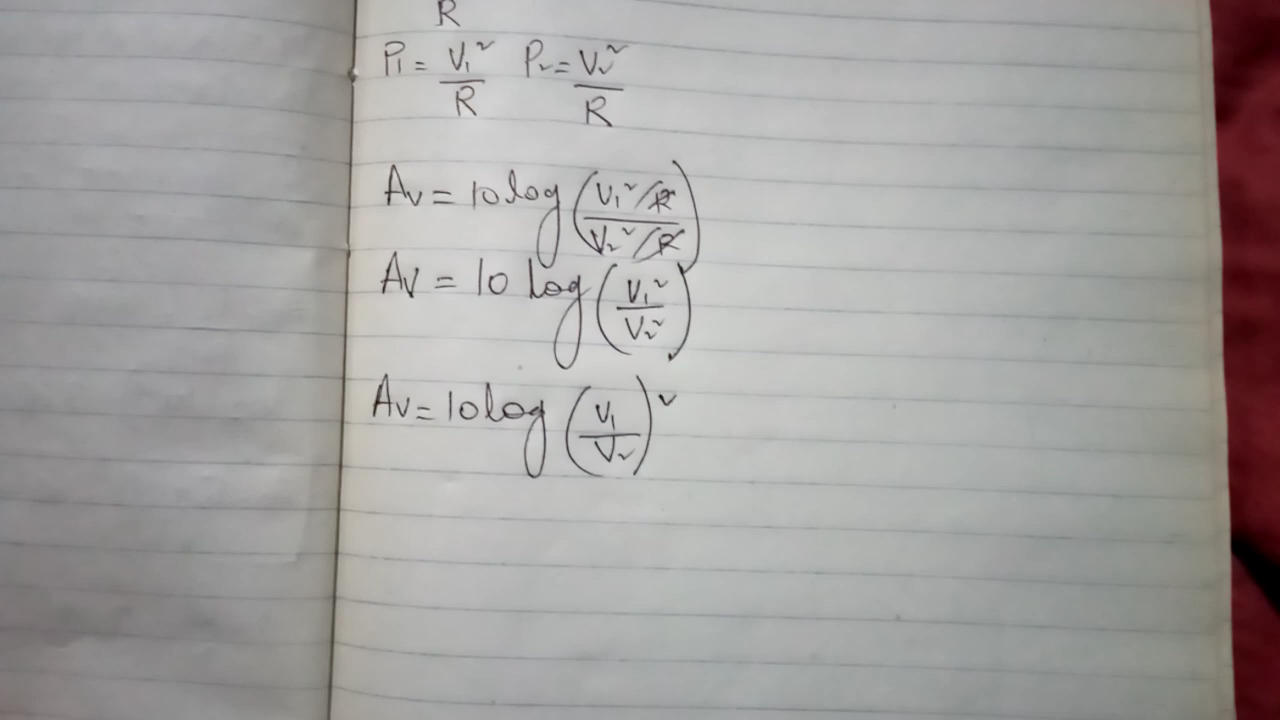 R
P₁ = V₁²/R P₂ = V₂²/R
Av = 10 log ((V₁²/R)/(V₂²/R))
Av = 10 log (V₁²/V₂²)
Av = 10 log (V₁/V₂)²